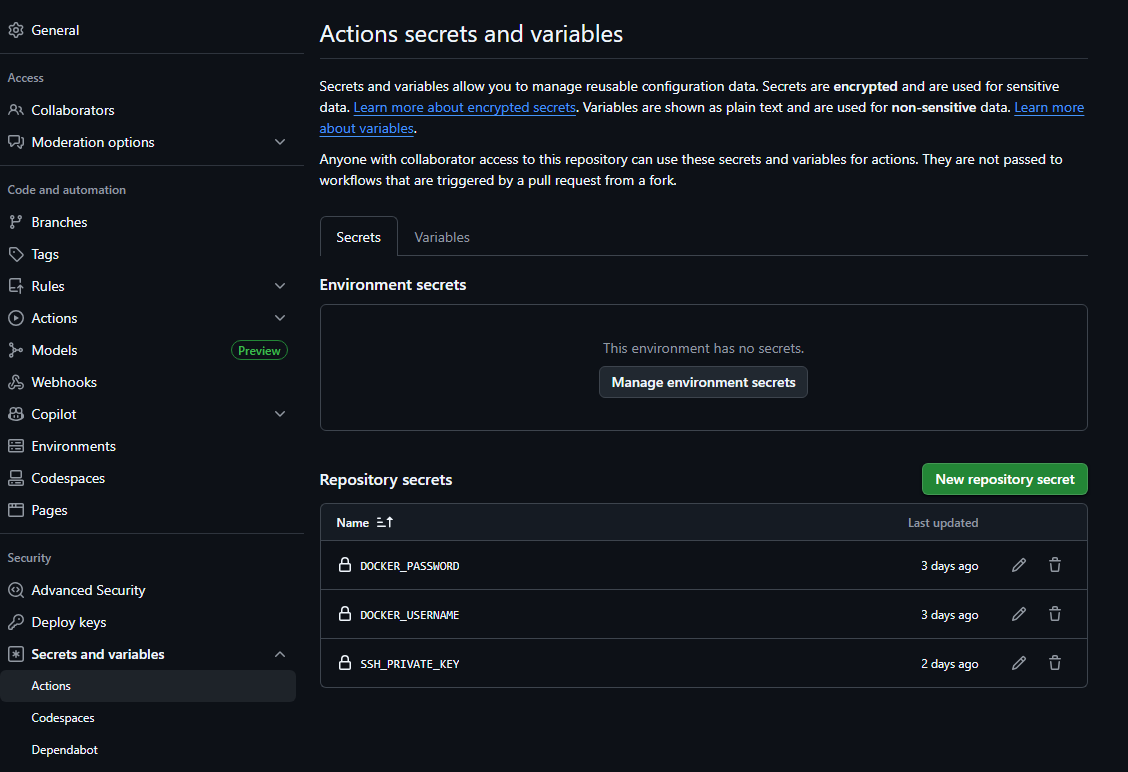 General
Access
Collaborators
Moderation options
Code and automation
Branches
Tags
Rules
Actions
Models Preview
Webhooks
Copilot
Environments
Codespaces
Pages
Security
Advanced Security
Deploy keys
Secrets and variables
Actions
Codespaces
Dependabot
Actions secrets and variables
Secrets and variables allow you to manage reusable configuration data. Secrets are encrypted and are used for sensitive
data. Learn more about encrypted secrets. Variables are shown as plain text and are used for non-sensitive data. Learn more
about variables.
Anyone with collaborator access to this repository can use these secrets and variables for actions. They are not passed to
workflows that are triggered by a pull request from a fork.
Secrets Variables
Environment secrets
This environment has no secrets.
Manage environment secrets
Repository secrets New repository secret
Name Last updated
DOCKER_PASSWORD 3 days ago
DOCKER_USERNAME 3 days ago
SSH_PRIVATE_KEY 2 days ago